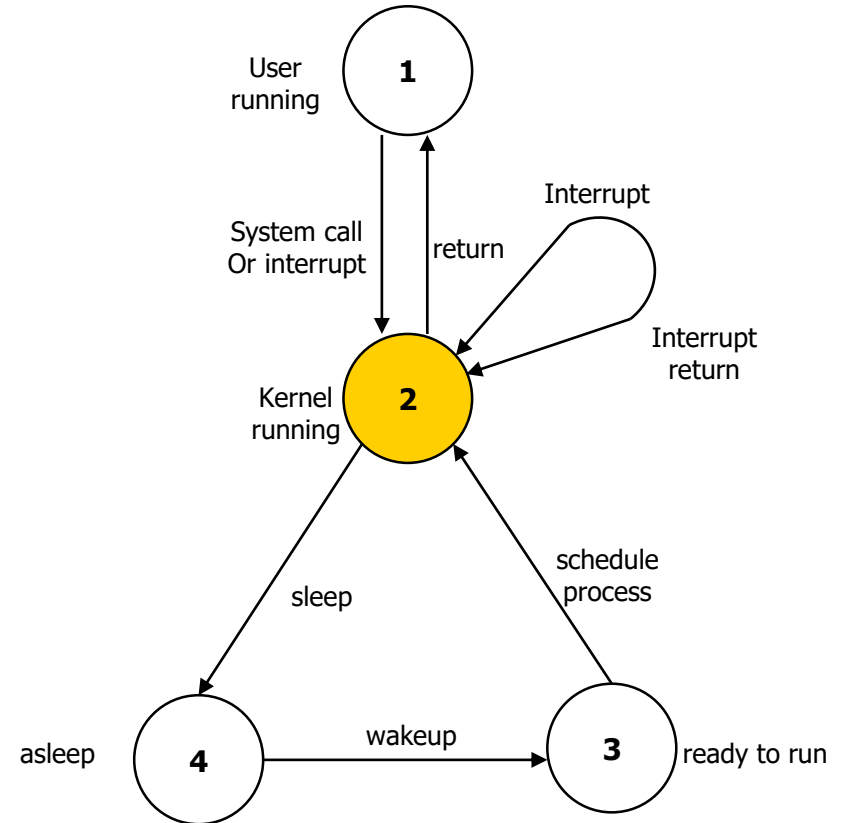 User
running
1
System call
Or interrupt
return
Interrupt
Interrupt
return
Kernel
running
2
sleep
schedule
process
asleep
4
wakeup
3
ready to run